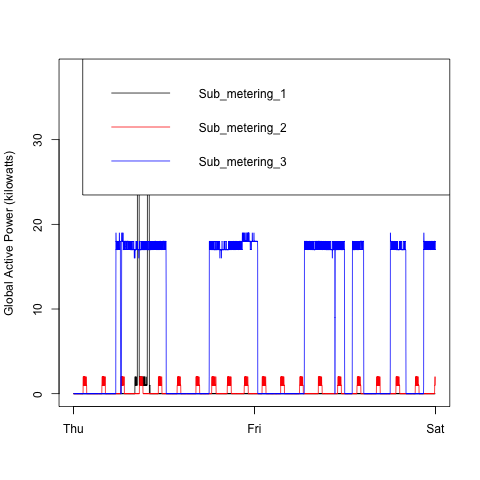 Sub_metering_1
Sub_metering_2
Sub_metering_3
Global Active Power (kilowatts)
30
20
10
0
Thu
Fri
Sat